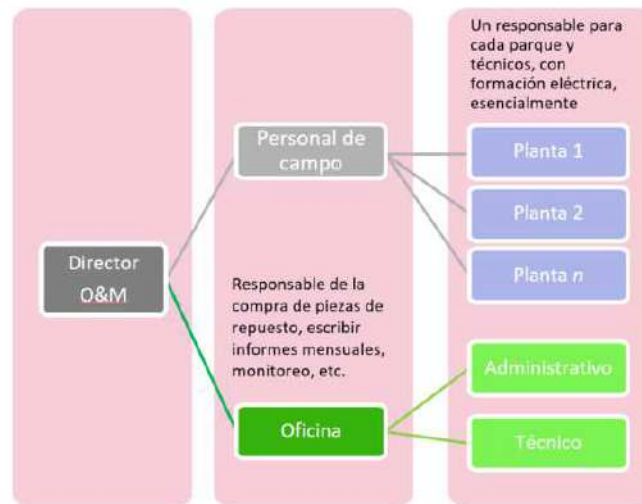 Un responsable para
cada parque y
técnicos, con
formación eléctrica,
esencialmente
Personal de
campo
Planta 1
Planta 2
Planta n
Director
O&M
Responsable de la
compra de piezas de
repuesto, escribir
informes mensuales,
monitoreo, etc.
Oficina
Administrativo
Técnico